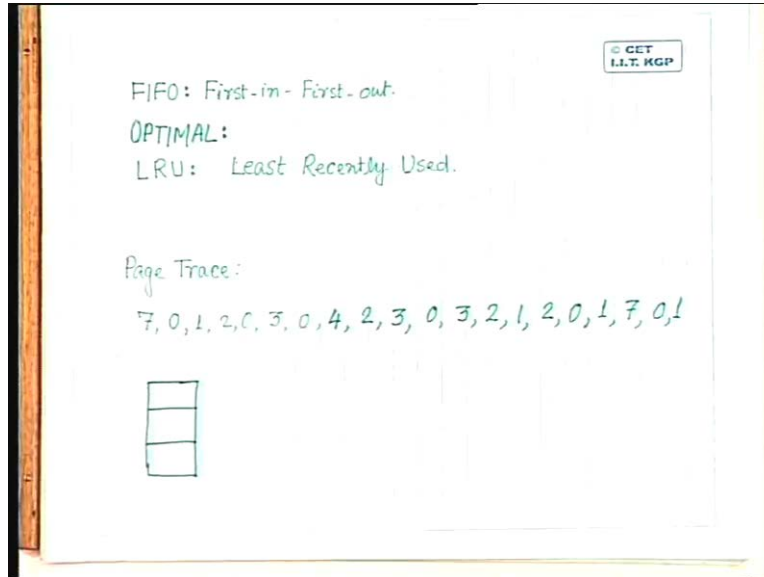 © CET
I.I.T. KGP
FIFO: First-in-First-out.
OPTIMAL:
LRU: Least Recently Used.
Page Trace:
7, 0, 1, 2, 0, 3, 0, 4, 2, 3, 0, 3, 2, 1, 2, 0, 1, 7, 0, 1